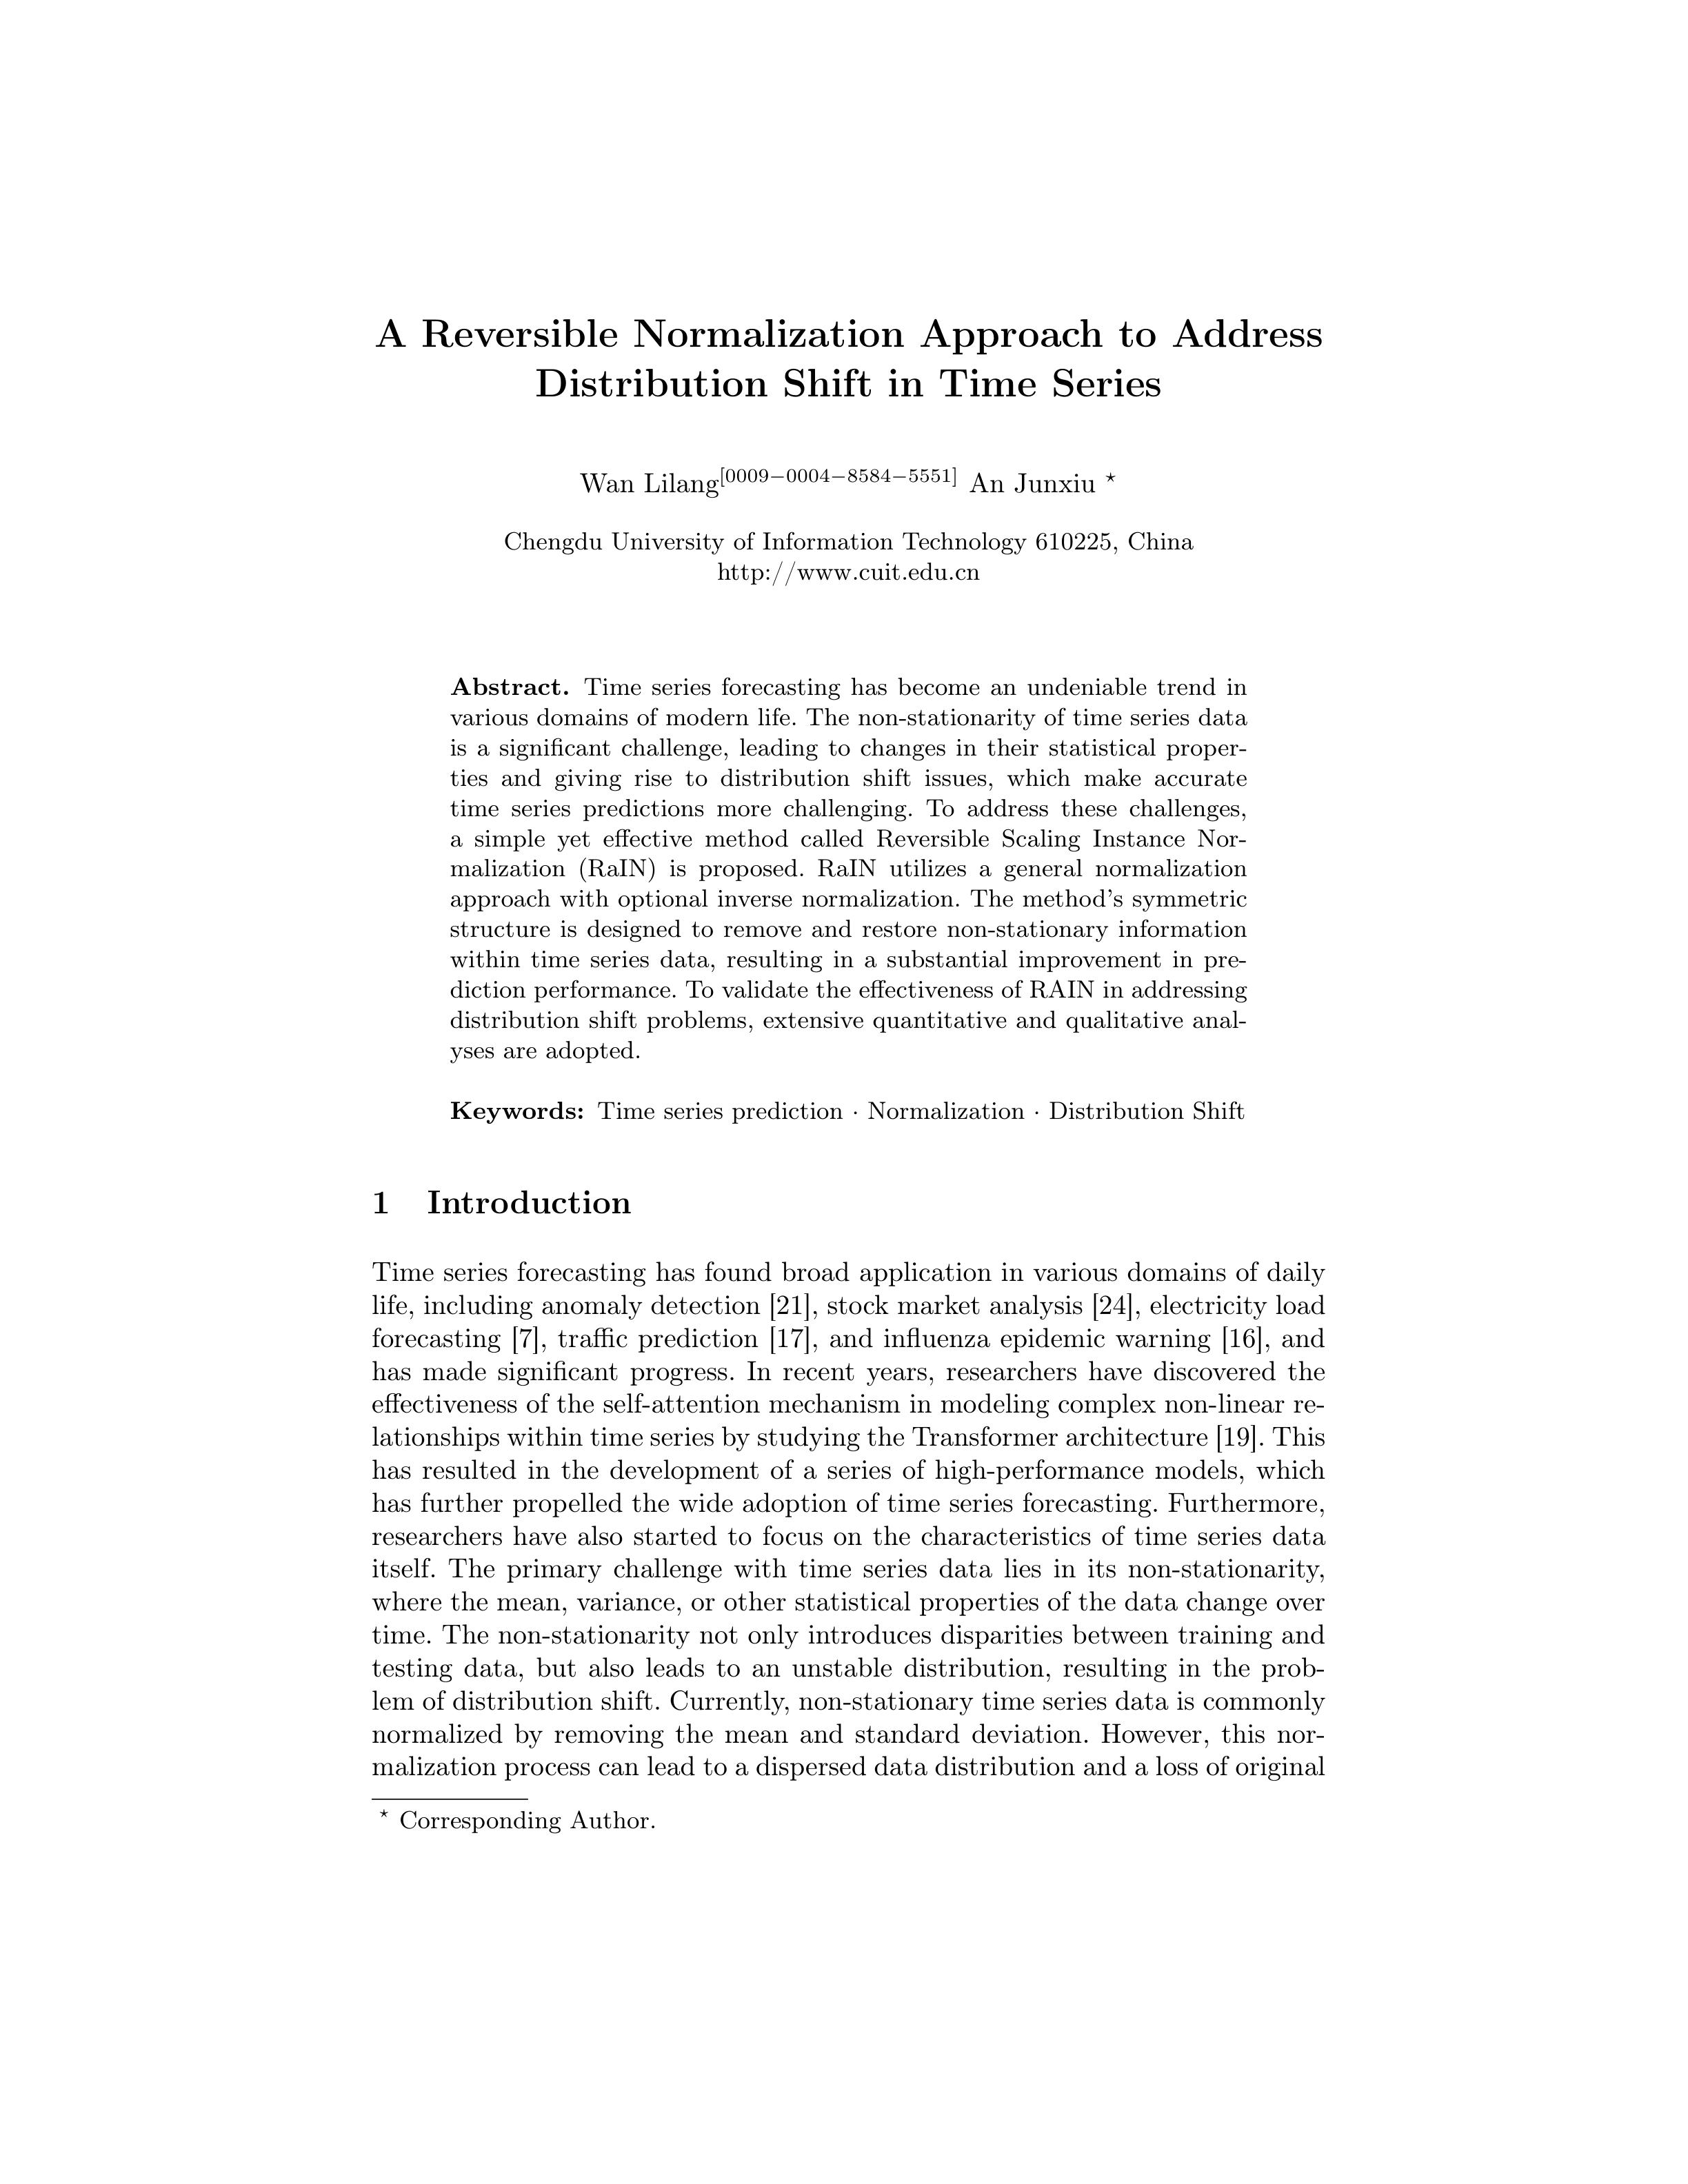 A Reversible Normalization Approach to Address
Distribution Shift in Time Series
Wan Lilang[0009−0004−8584−5551] An Junxiu ⋆
Chengdu University of Information Technology 610225, China
http://www.cuit.edu.cn
Abstract. Time series forecasting has become an undeniable trend in
various domains of modern life. The non-stationarity of time series data
is a significant challenge, leading to changes in their statistical proper-
ties and giving rise to distribution shift issues, which make accurate
time series predictions more challenging. To address these challenges,
a simple yet effective method called Reversible Scaling Instance Nor-
malization (RaIN) is proposed. RaIN utilizes a general normalization
approach with optional inverse normalization. The method's symmetric
structure is designed to remove and restore non-stationary information
within time series data, resulting in a substantial improvement in pre-
diction performance. To validate the effectiveness of RAIN in addressing
distribution shift problems, extensive quantitative and qualitative anal-
yses are adopted.
Keywords: Time series prediction · Normalization · Distribution Shift
1 Introduction
Time series forecasting has found broad application in various domains of daily
life, including anomaly detection [21], stock market analysis [24], electricity load
forecasting [7], traffic prediction [17], and influenza epidemic warning [16], and
has made significant progress. In recent years, researchers have discovered the
effectiveness of the self-attention mechanism in modeling complex non-linear re-
lationships within time series by studying the Transformer architecture [19]. This
has resulted in the development of a series of high-performance models, which
has further propelled the wide adoption of time series forecasting. Furthermore,
researchers have also started to focus on the characteristics of time series data
itself. The primary challenge with time series data lies in its non-stationarity,
where the mean, variance, or other statistical properties of the data change over
time. The non-stationarity not only introduces disparities between training and
testing data, but also leads to an unstable distribution, resulting in the prob-
lem of distribution shift. Currently, non-stationary time series data is commonly
normalized by removing the mean and standard deviation. However, this nor-
malization process can lead to a dispersed data distribution and a loss of original
⋆ Corresponding Author.